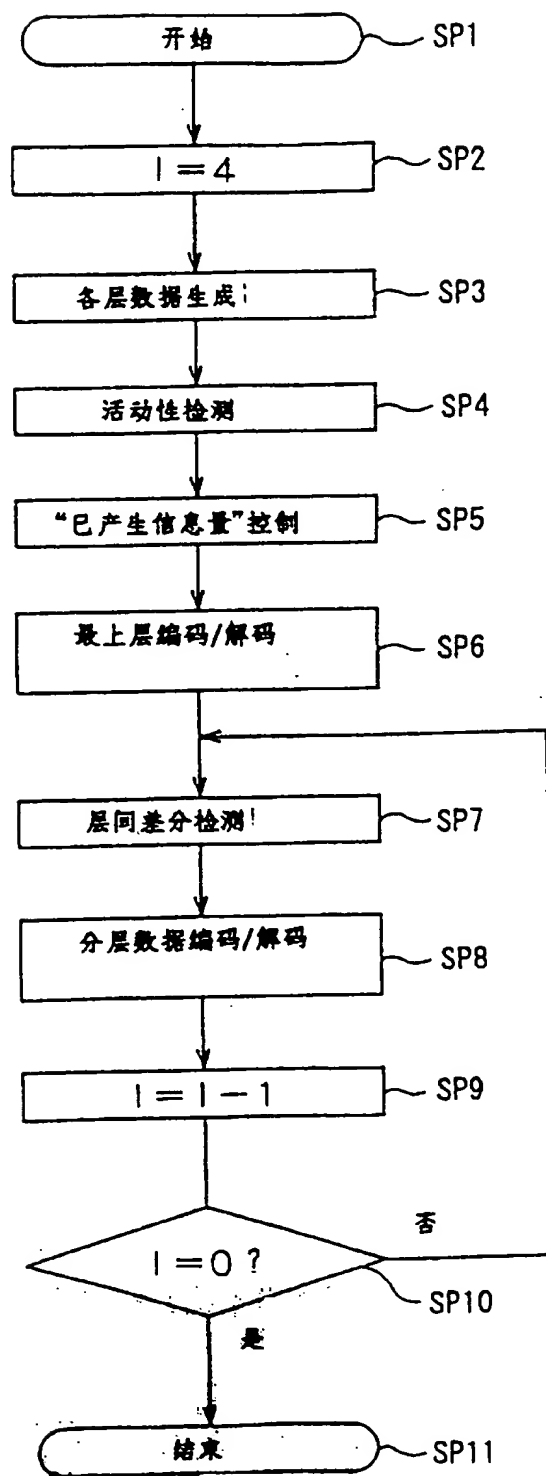 开始
SP1
I=4
SP2
各层数据生成
SP3
活动性检测
SP4
“已产生信息量”控制
SP5
最上层编码/解码
SP6
层间差分检测
SP7
分层数据编码/解码
SP8
I=I-1
SP9
否
I=0?
SP10
是
结束
SP11